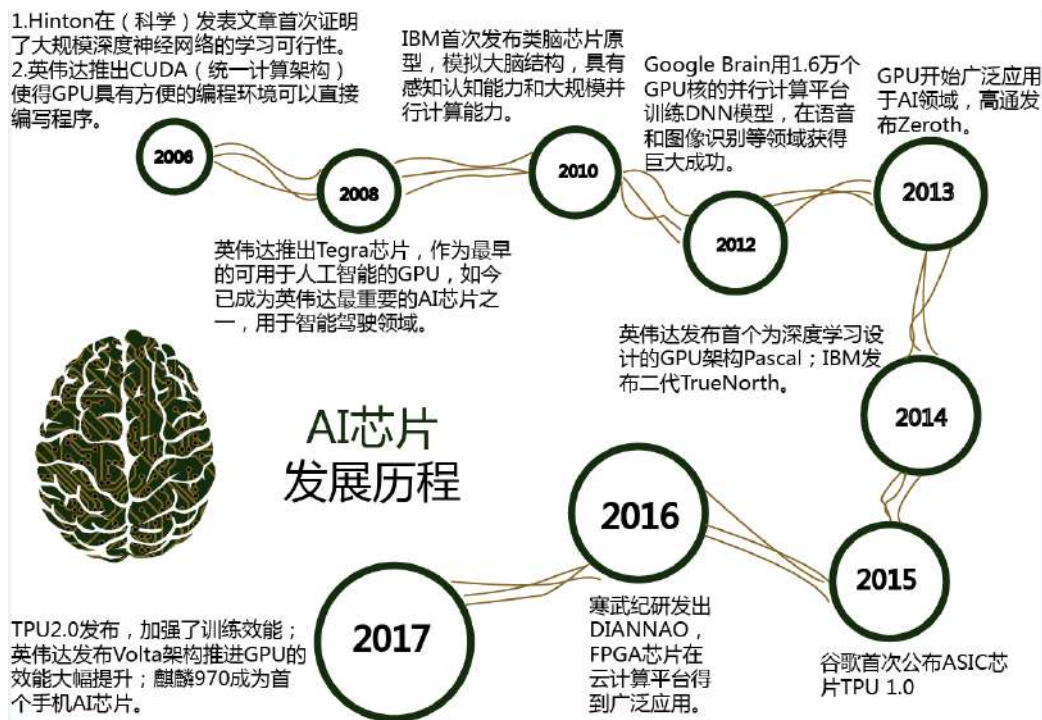 1.Hinton在（科学）发表文章首次证明
了大规模深度神经网络的学习可行性。
2.英伟达推出CUDA（统一计算架构）
使得GPU具有方便的编程环境可以直接
编写程序。
2006
英伟达推出Tegra芯片，作为最早
的可用于人工智能的GPU，如今
已成为英伟达最重要的AI芯片之
一，用于智能驾驶领域。
2008
IBM首次发布类脑芯片原
型，模拟大脑结构，具有
感知认知能力和大规模并
行计算能力。
2010
Google Brain用1.6万个
GPU核的并行计算平台
训练DNN模型，在语音
和图像识别等领域获得
巨大成功。
2012
GPU开始广泛应用
于AI领域，高通发
布Zeroth。
2013
英伟达发布首个为深度学习设
计的GPU架构Pascal；IBM发
布二代TrueNorth。
2014
AI芯片
发展历程
2015
谷歌首次公布ASIC芯
片TPU 1.0
2016
寒武纪研发出
DIANNAO，
FPGA芯片在
云计算平台得
到广泛应用。
2017
TPU2.0发布，加强了训练效能；
英伟达发布Volta架构推进GPU的
效能大幅提升；麒麟970成为首
个手机AI芯片。